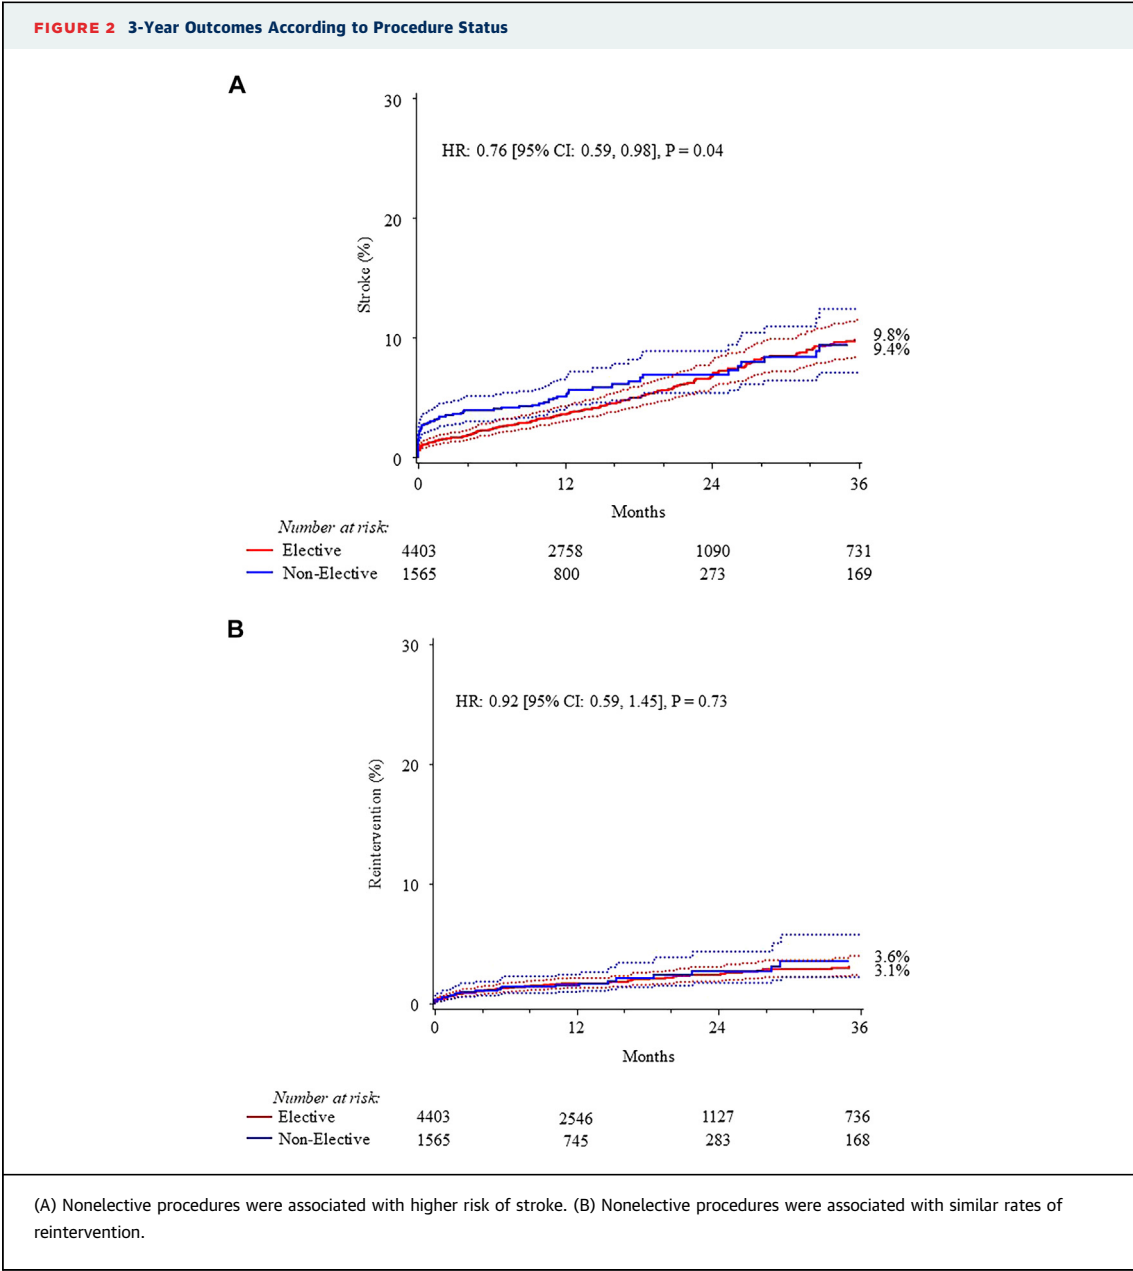 FIGURE 2 3-Year Outcomes According to Procedure Status
A
30
HR: 0.76 [95% CI: 0.59, 0.98], P = 0.04
20
Stroke (%)
10
9.8%
9.4%
0
0 12 24 36
Months
Number at risk:
Elective 4403 2758 1090 731
Non-Elective 1565 800 273 169
B
30
HR: 0.92 [95% CI: 0.59, 1.45], P = 0.73
20
Reintervention (%)
10
3.6%
3.1%
0
0 12 24 36
Months
Number at risk:
Elective 4403 2546 1127 736
Non-Elective 1565 745 283 168
(A) Nonelective procedures were associated with higher risk of stroke. (B) Nonelective procedures were associated with similar rates of
reintervention.